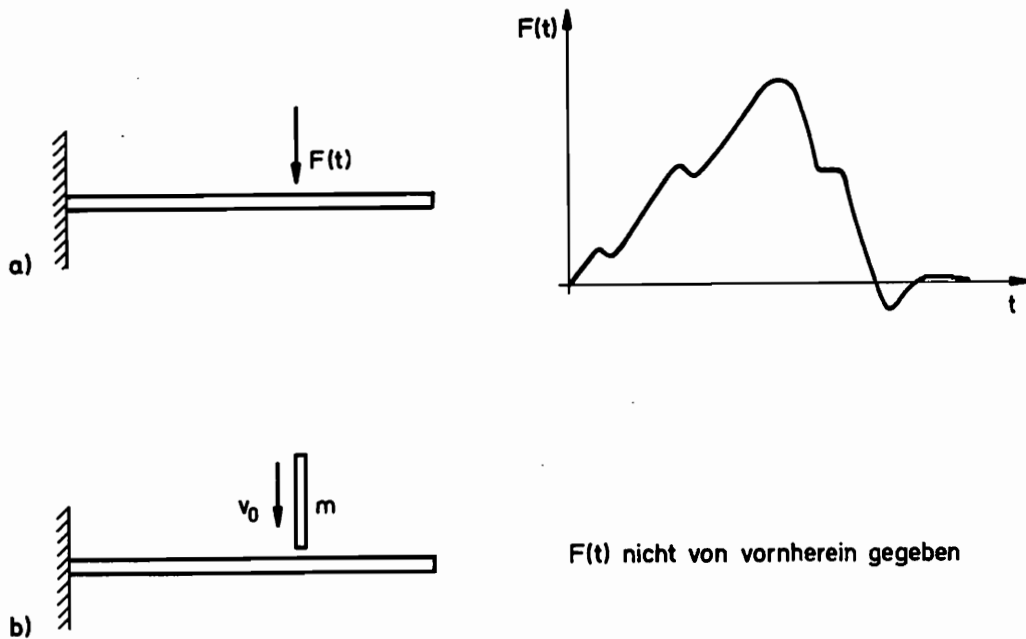 F(t)
F(t)
t
a)
v₀
m
F(t) nicht von vornherein gegeben
b)